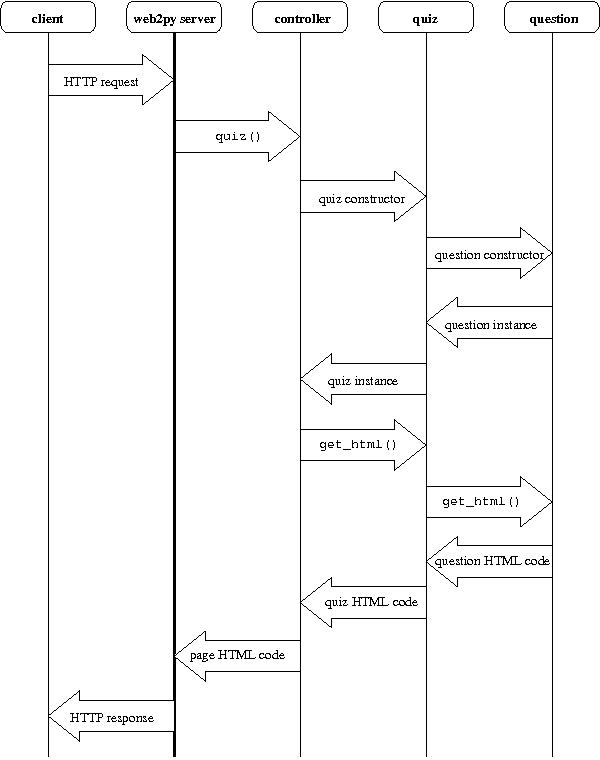 client web2py server controller quiz question
HTTP request
quiz()
quiz constructor
question constructor
question instance
quiz instance
get_html()
get_html()
question HTML code
quiz HTML code
page HTML code
HTTP response